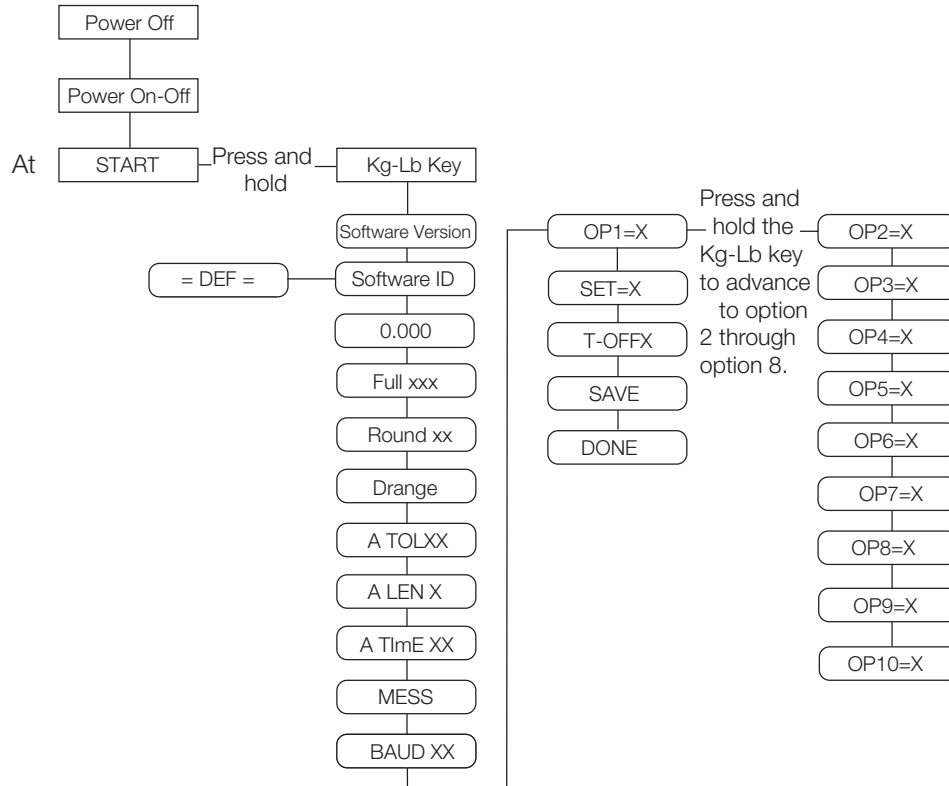 Power Off
Power On-Off
At
START
Press and
hold
Kg-Lb Key
Software Version
= DEF =
Software ID
0.000
Full xxx
Round xx
Drange
A TOLXX
A LEN X
A TImE XX
MESS
BAUD XX
OP1=X
SET=X
T-OFFX
SAVE
DONE
Press and
hold the
Kg-Lb key
to advance
to option
2 through
option 8.
OP2=X
OP3=X
OP4=X
OP5=X
OP6=X
OP7=X
OP8=X
OP9=X
OP10=X